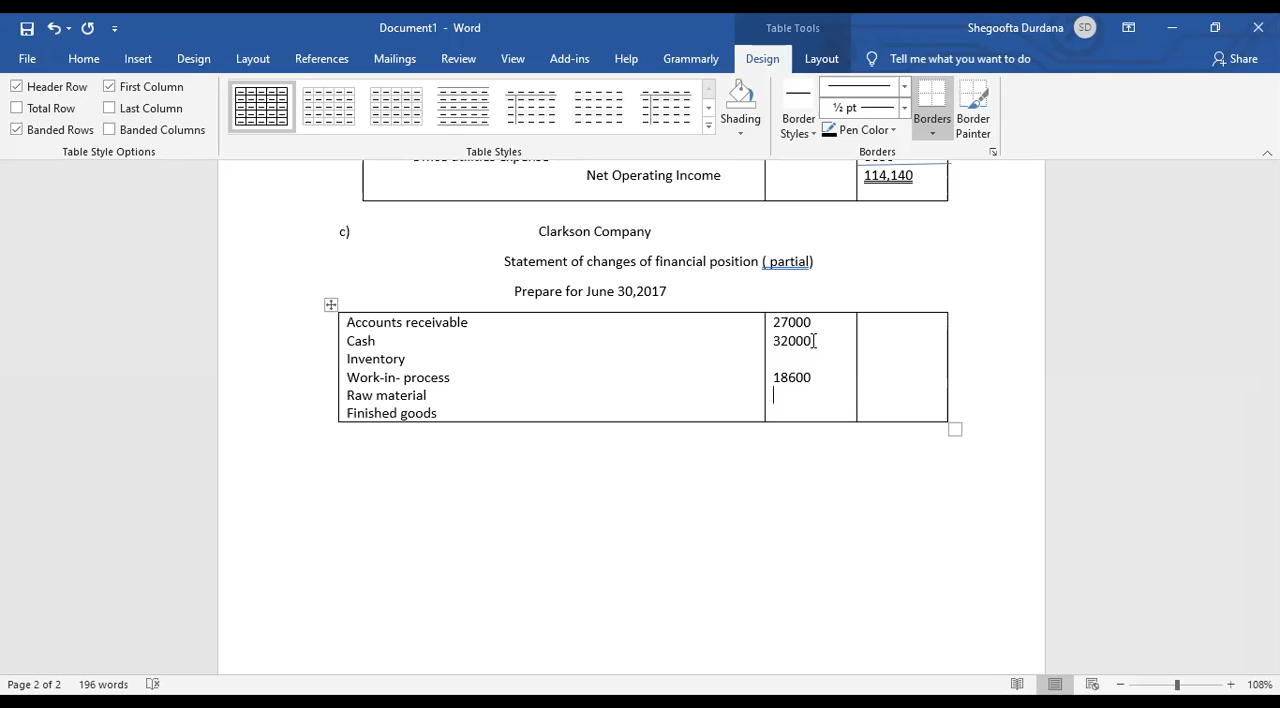 Document1 - Word
Table Tools
Shegoofta Durdana
SD
File
Home
Insert
Design
Layout
References
Mailings
Review
View
Add-ins
Help
Grammarly
Design
Layout
Tell me what you want to do
Share
Header Row
First Column
Total Row
Last Column
Banded Rows
Banded Columns
Table Style Options
Table Styles
Shading
Border
Styles
½ pt
Pen Color
Borders
Border
Painter
Borders
Net Operating Income
114,140
c)
Clarkson Company
Statement of changes of financial position ( partial)
Prepare for June 30,2017
Accounts receivable
27000
Cash
32000
Inventory
Work-in- process
18600
Raw material
Finished goods
Page 2 of 2
196 words
108%